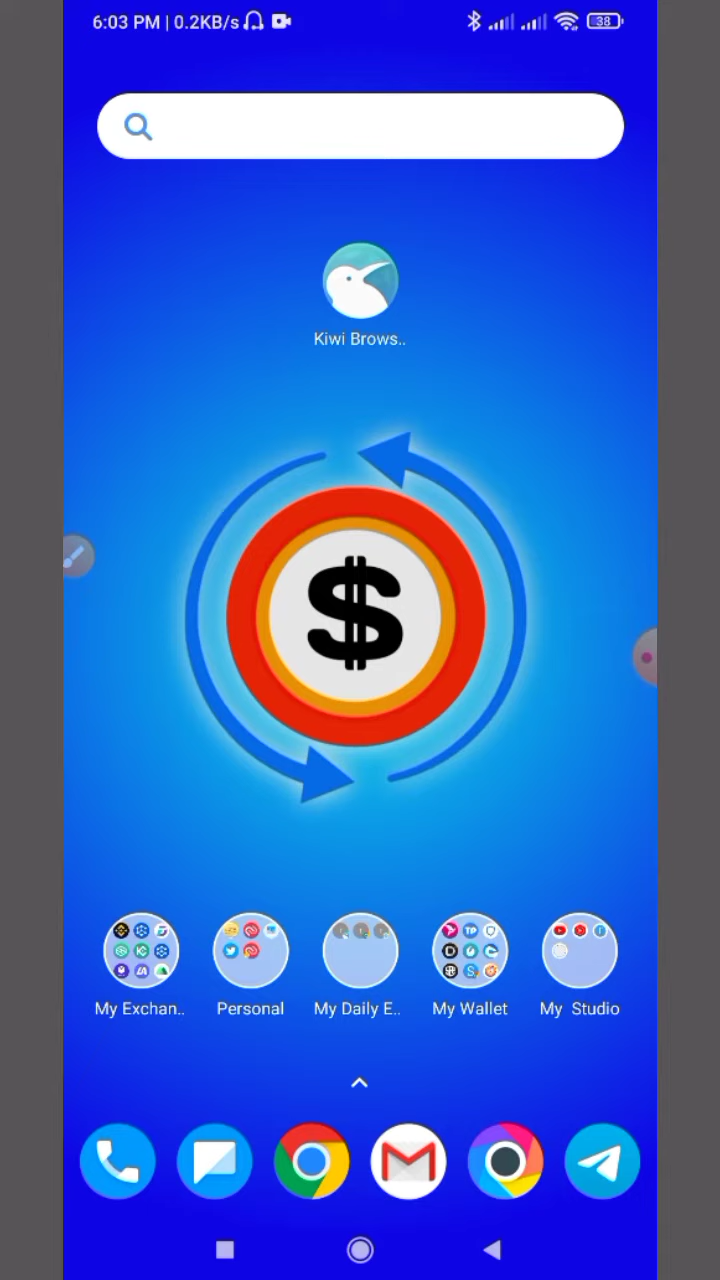 6:03 PM | 0.2KB/s
38
Kiwi Brows..
$
My Exchan..
Personal
My Daily E..
My Wallet
My Studio